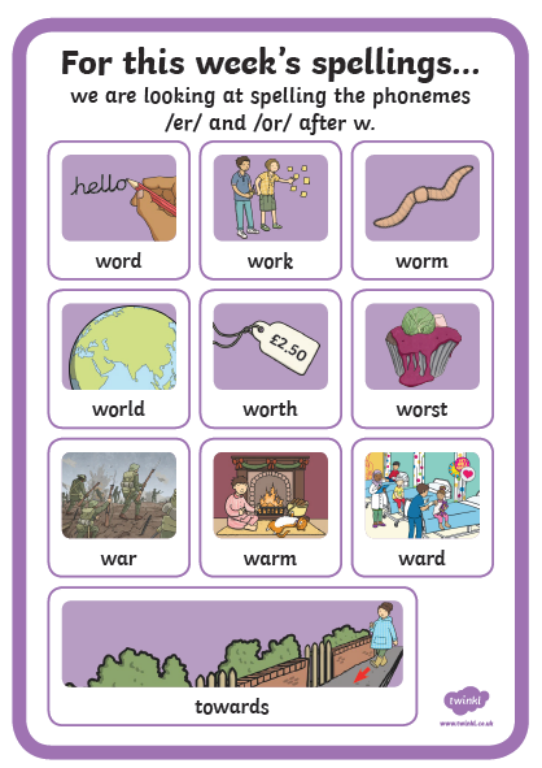 For this week's spellings...
we are looking at spelling the phonemes
/er/ and /or/ after w.
hello
word
work
worm
world
£2.50
worth
worst
war
warm
ward
towards
twinkl
www.twinkl.co.uk